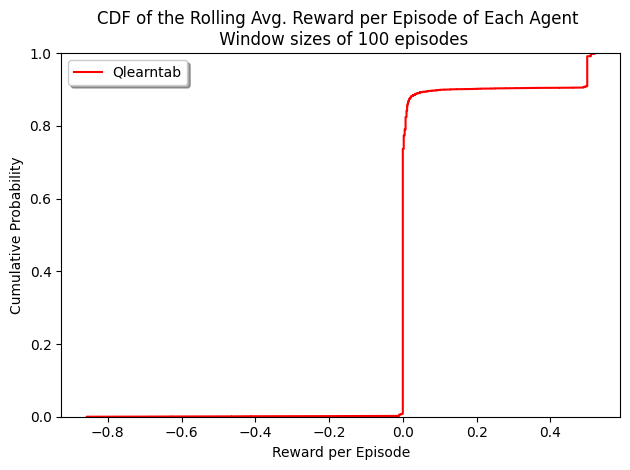 CDF of the Rolling Avg. Reward per Episode of Each Agent
Window sizes of 100 episodes
Qlearntab
Cumulative Probability
1.0
0.8
0.6
0.4
0.2
0.0
−0.8 −0.6 −0.4 −0.2 0.0 0.2 0.4
Reward per Episode